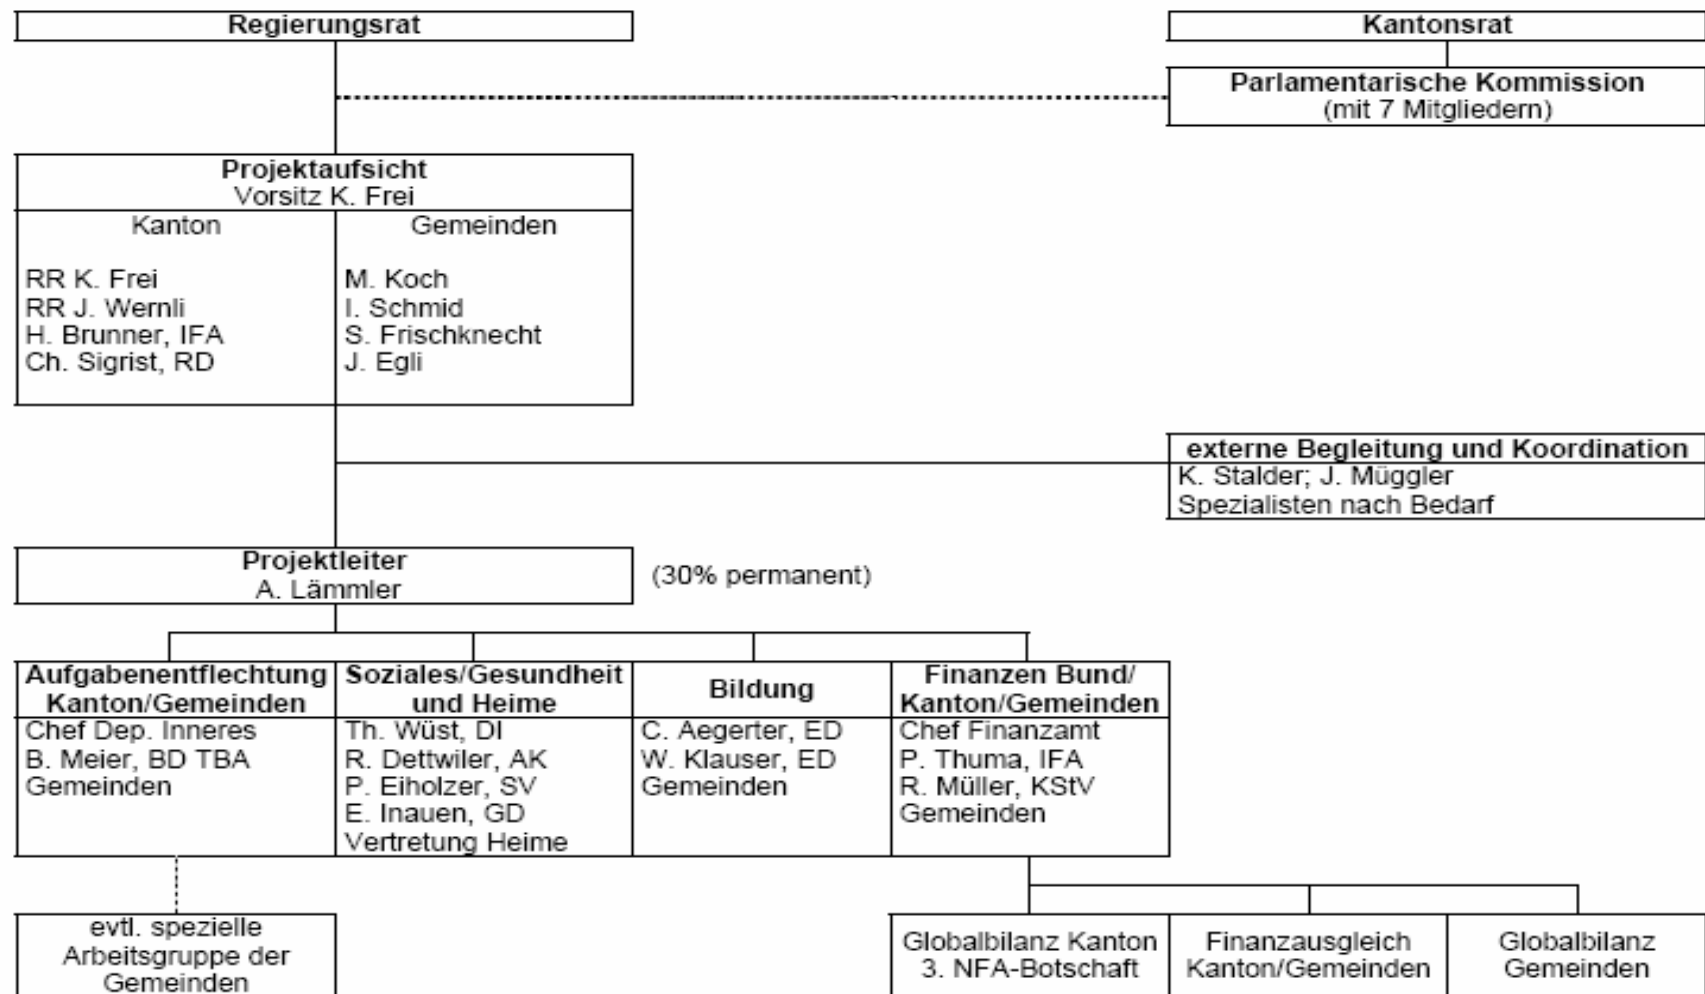 Regierungsrat
Kantonsrat
Parlamentarische Kommission
(mit 7 Mitgliedern)
Projektaufsicht
Vorsitz K. Frei
Kanton
RR K. Frei
RR J. Wernli
H. Brunner, IFA
Ch. Sigrist, RD
Gemeinden
M. Koch
I. Schmid
S. Frischknecht
J. Egli
externe Begleitung und Koordination
K. Stalder; J. Müggler
Spezialisten nach Bedarf
Projektleiter
A. Lämmler
(30% permanent)
Aufgabenentflechtung
Kanton/Gemeinden
Chef Dep. Inneres
B. Meier, BD TBA
Gemeinden
Soziales/Gesundheit
und Heime
Th. Wüst, DI
R. Dettwiler, AK
P. Eiholzer, SV
E. Inauen, GD
Vertretung Heime
Bildung
C. Aegerter, ED
W. Klauser, ED
Gemeinden
Finanzen Bund/
Kanton/Gemeinden
Chef Finanzamt
P. Thuma, IFA
R. Müller, KStV
Gemeinden
evtl. spezielle
Arbeitsgruppe der
Gemeinden
Globalbilanz Kanton
3. NFA-Botschaft
Finanzausgleich
Kanton/Gemeinden
Globalbilanz
Gemeinden